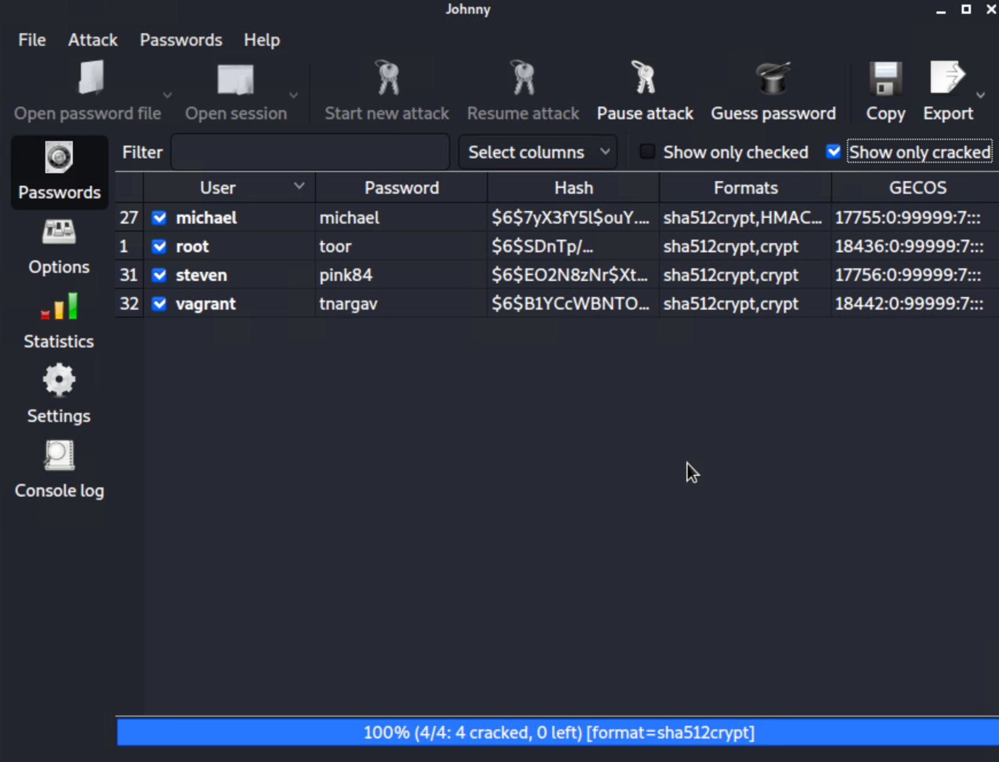 Johnny
File Attack Passwords Help
Open password file Open session Start new attack Resume attack Pause attack Guess password Copy Export
Filter Select columns Show only checked Show only cracked
Passwords
Options
Statistics
Settings
Console log
User Password Hash Formats GECOS
27 michael michael $6$7yX3fY5l$ouY.... sha512crypt,HMAC... 17755:0:99999:7:::
1 root toor $6$SDnTp/... sha512crypt,crypt 18436:0:99999:7:::
31 steven pink84 $6$EO2N8zNr$Xt... sha512crypt,crypt 17756:0:99999:7:::
32 vagrant tnargav $6$B1YCcWBNTO... sha512crypt,crypt 18442:0:99999:7:::
100% (4/4: 4 cracked, 0 left) [format=sha512crypt]